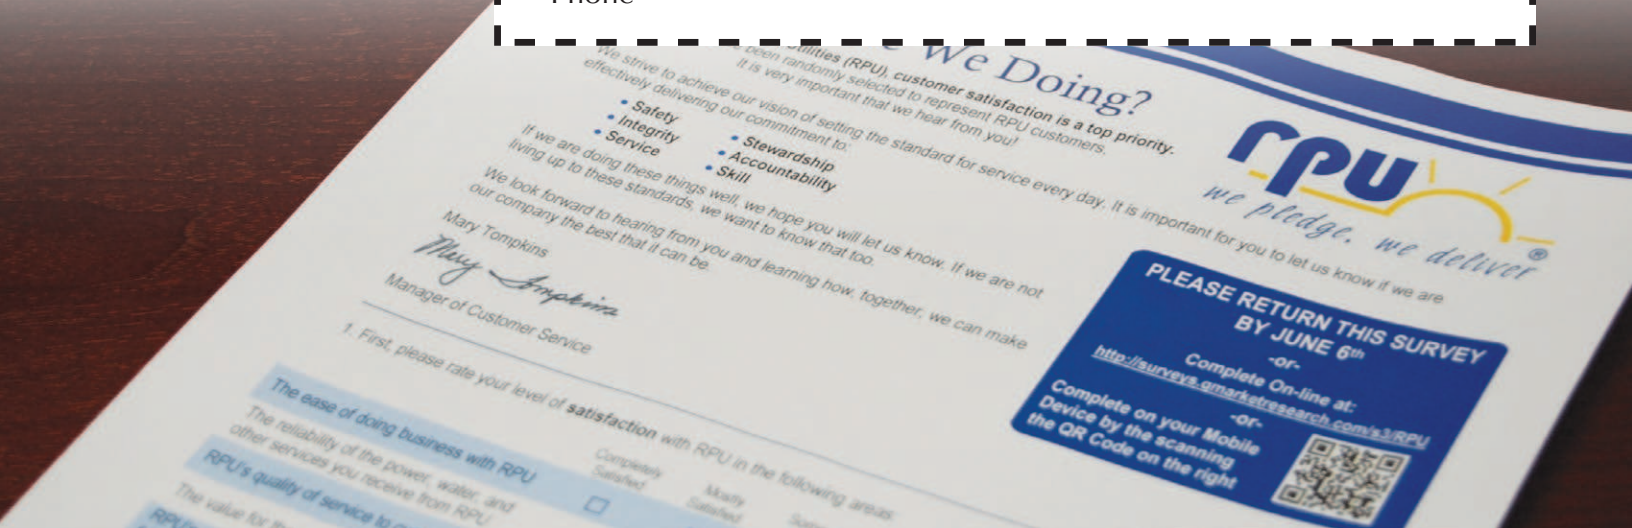 Phone
We Doing?
Utilities (RPU), customer satisfaction is a top priority.
been randomly selected to represent RPU customers.
It is very important that we hear from you!
We strive to achieve our vision of setting the standard for service every day. It is important for you to let us know if we are
effectively delivering our commitment to:
• Safety
• Integrity
• Service
• Stewardship
• Accountability
• Skill
If we are doing these things well, we hope you will let us know. If we are not
living up to these standards, we want to know that too.
We look forward to hearing from you and learning how, together, we can make
our company the best that it can be.
Mary Tompkins
Mary Tompkins
Manager of Customer Service
rpu
we pledge, we deliver®
PLEASE RETURN THIS SURVEY
BY JUNE 6th
-or-
Complete On-line at:
http://surveys.qmarketresearch.com/s3/RPU
-or-
Complete on your Mobile
Device by the scanning
the QR Code on the right
1. First, please rate your level of satisfaction with RPU in the following areas:
Completely
Satisfied
Mostly
Satisfied
The ease of doing business with RPU
The reliability of the power, water, and
other services you receive from RPU
RPU's quality of service to
The value for
RPU's